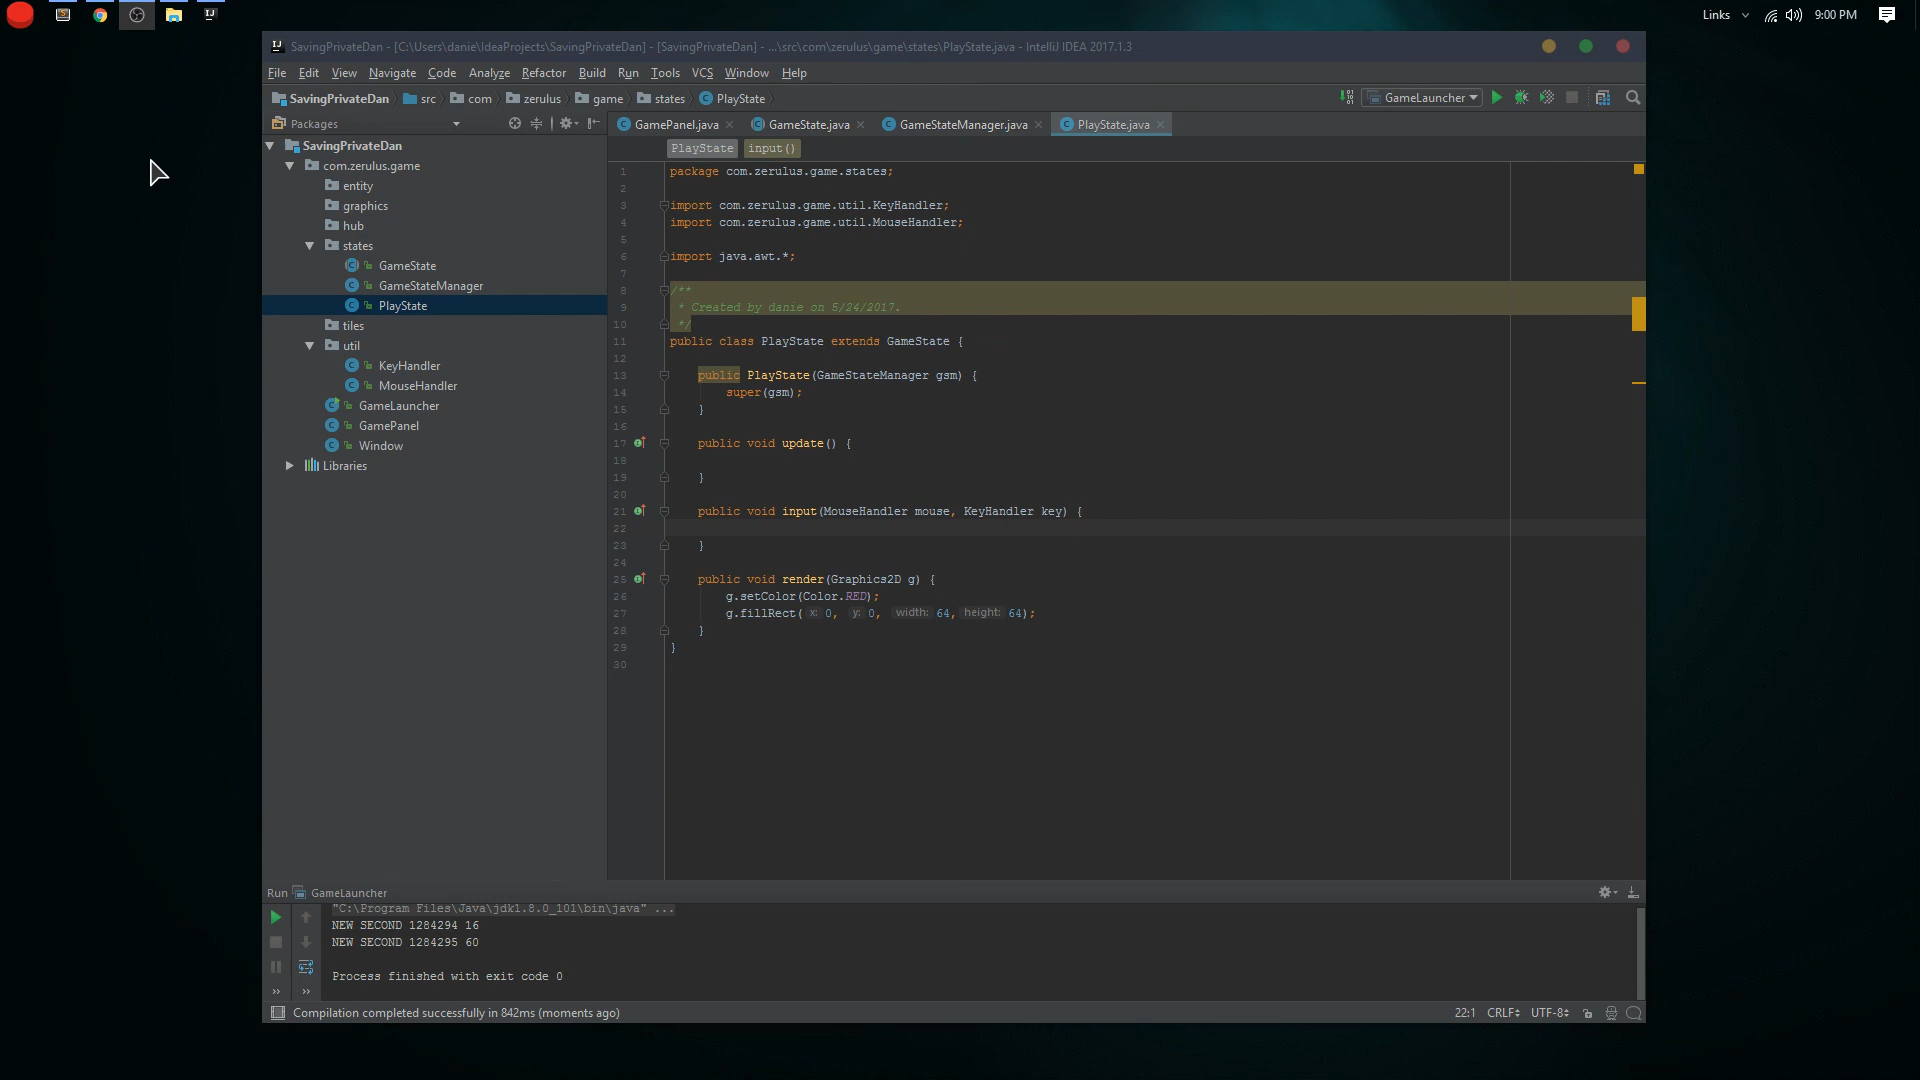 Links
9:00 PM
SavingPrivateDan - [C:\Users\danie\IdeaProjects\SavingPrivateDan] - [SavingPrivateDan] - ...\src\com\zerulus\game\states\PlayState.java - IntelliJ IDEA 2017.1.3
File Edit View Navigate Code Analyze Refactor Build Run Tools VCS Window Help
SavingPrivateDan src com zerulus game states PlayState
GameLauncher
Packages
GamePanel.java GameState.java GameStateManager.java PlayState.java
PlayState input()
SavingPrivateDan
com.zerulus.game
entity
graphics
hub
states
GameState
GameStateManager
PlayState
tiles
util
KeyHandler
MouseHandler
GameLauncher
GamePanel
Window
Libraries
1 package com.zerulus.game.states;
2
3 import com.zerulus.game.util.KeyHandler;
4 import com.zerulus.game.util.MouseHandler;
5
6 import java.awt.*;
7
8 /**
9 * Created by danie on 5/24/2017.
10 */
11 public class PlayState extends GameState {
12
13 public PlayState(GameStateManager gsm) {
14 super(gsm);
15 }
16
17 public void update() {
18
19 }
20
21 public void input(MouseHandler mouse, KeyHandler key) {
22
23 }
24
25 public void render(Graphics2D g) {
26 g.setColor(Color.RED);
27 g.fillRect( x: 0, y: 0, width: 64, height: 64);
28 }
29 }
30
Run GameLauncher
"C:\Program Files\Java\jdk1.8.0_101\bin\java" ...
NEW SECOND 1284294 16
NEW SECOND 1284295 60
Process finished with exit code 0
Compilation completed successfully in 842ms (moments ago)
22:1 CRLF UTF-8